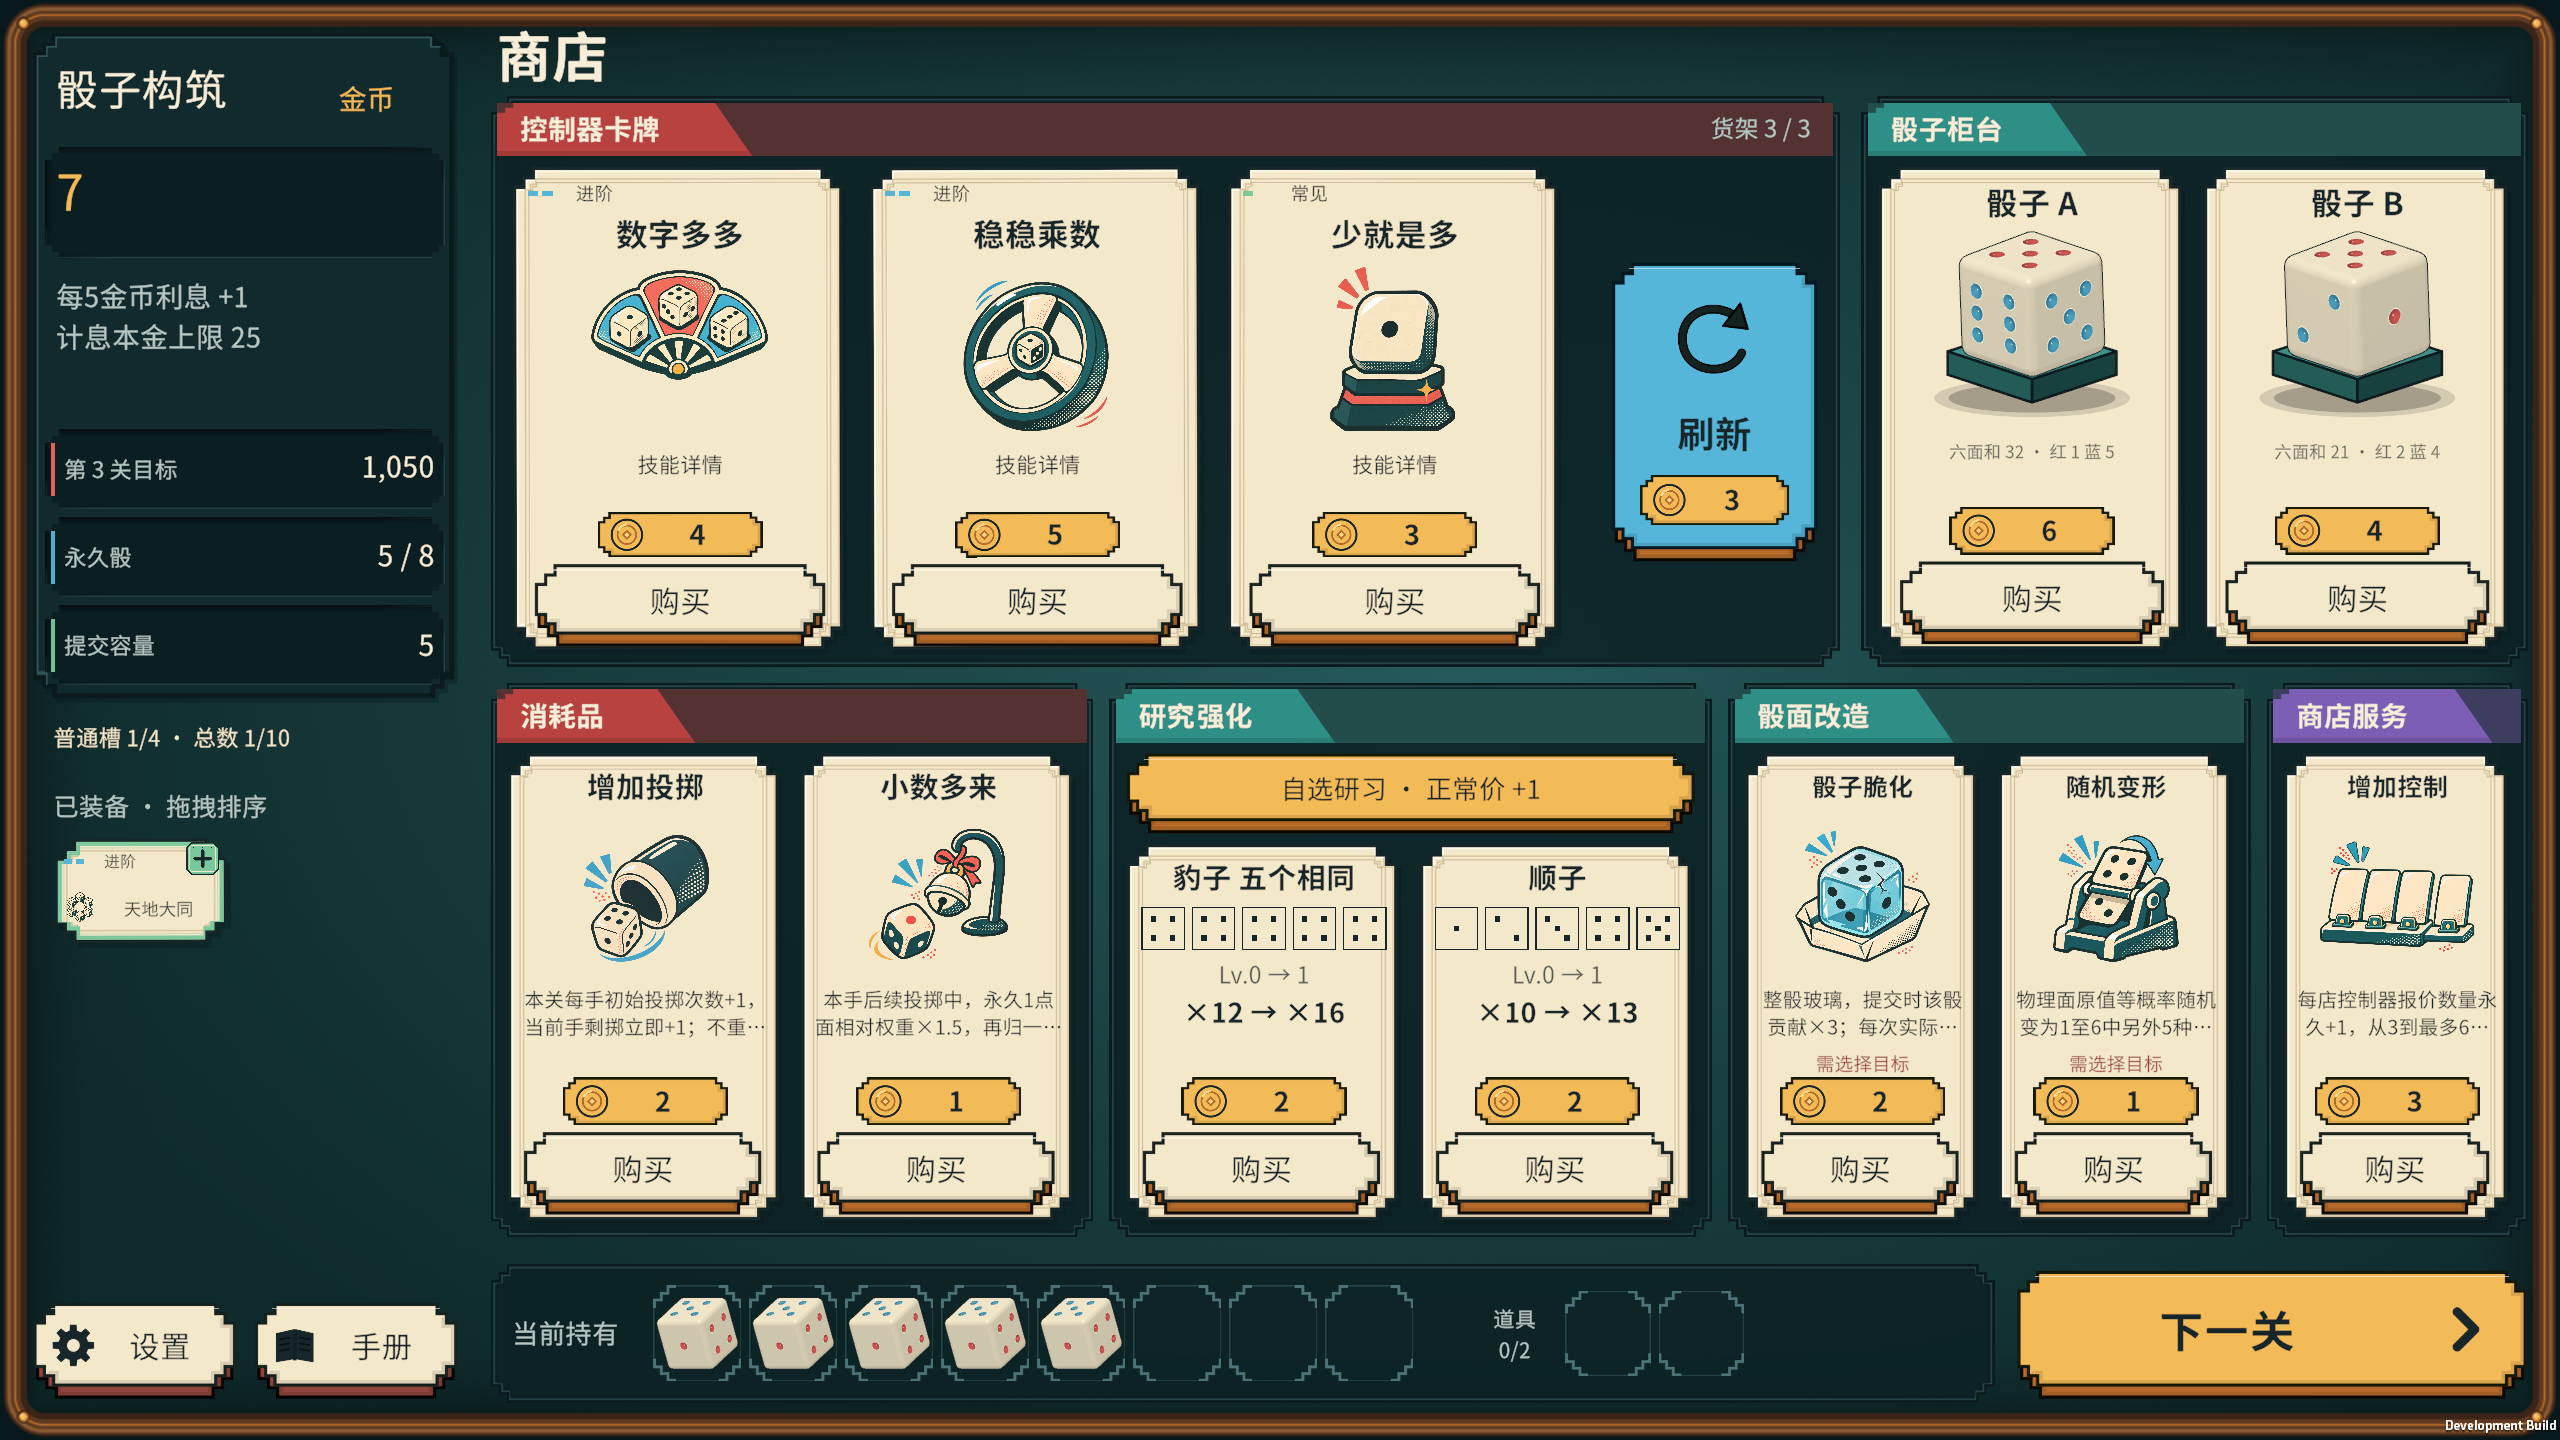 商店
骰子构筑
金币
7
每5金币利息 +1
计息本金上限 25
第 3 关目标 1,050
永久骰 5 / 8
提交容量 5
普通槽 1/4 · 总数 1/10
已装备 · 拖拽排序
进阶
天地大同
设置
手册
控制器卡牌
货架 3 / 3
进阶
数字多多
技能详情
4
购买
进阶
稳稳乘数
技能详情
5
购买
常见
少就是多
技能详情
3
购买
刷新
3
骰子柜台
骰子 A
六面和 32 · 红 1 蓝 5
6
购买
骰子 B
六面和 21 · 红 2 蓝 4
4
购买
消耗品
增加投掷
本关每手初始投掷次数+1，
当前手剩掷立即+1；不重…
2
购买
小数多来
本手后续投掷中，永久1点
面相对权重×1.5，再归一…
1
购买
研究强化
自选研习 · 正常价 +1
豹子 五个相同
Lv.0 → 1
×12 → ×16
2
购买
顺子
Lv.0 → 1
×10 → ×13
2
购买
骰面改造
骰子脆化
整骰玻璃，提交时该骰
贡献×3；每次实际…
需选择目标
2
购买
随机变形
物理面原值等概率随机
变为1至6中另外5种…
需选择目标
1
购买
商店服务
增加控制
每店控制器报价数量永
久+1，从3到最多6…
3
购买
当前持有
道具
0/2
下一关
Development Build